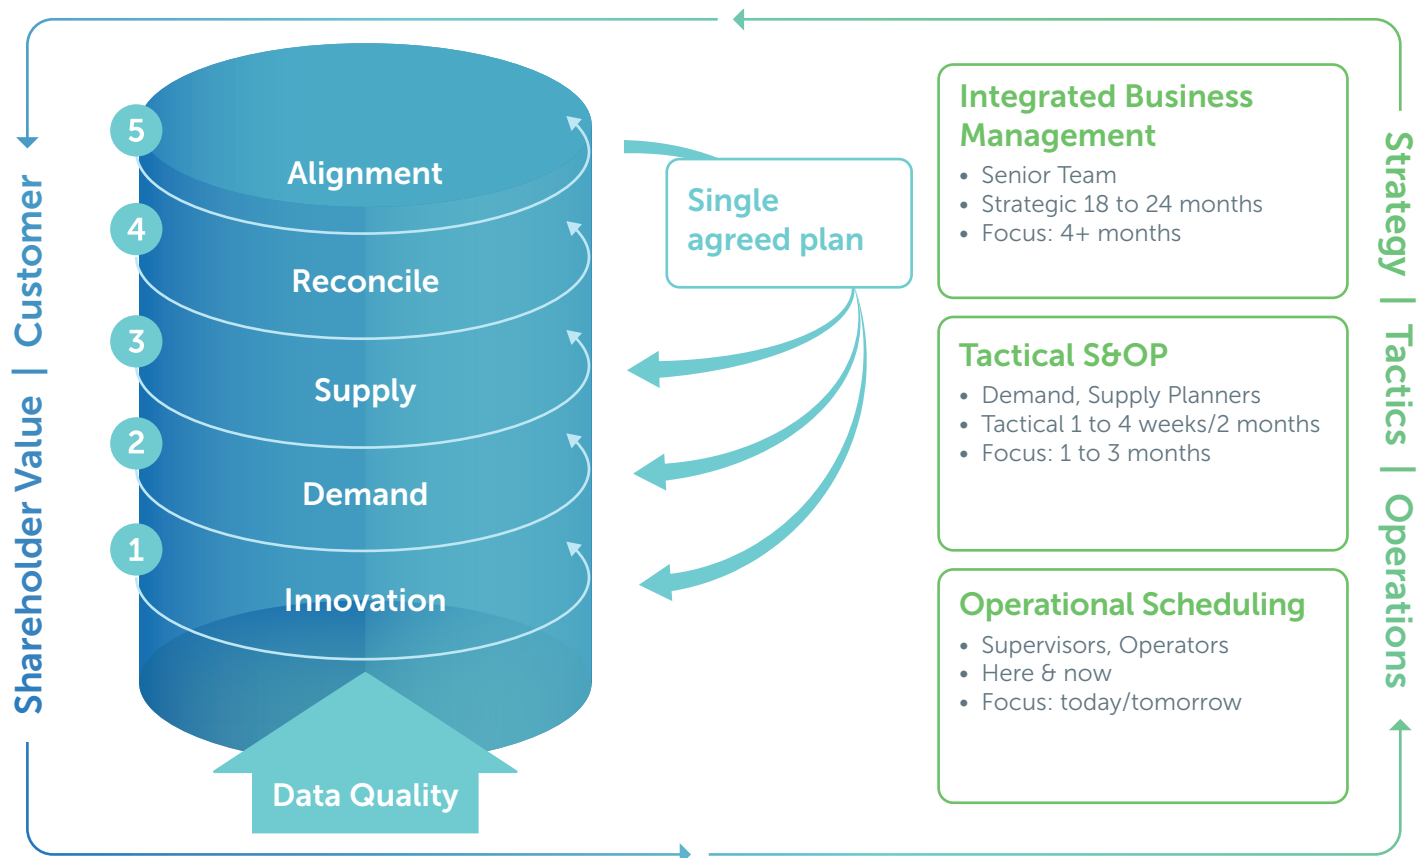 Shareholder Value | Customer
5
Alignment
4
Reconcile
3
Supply
2
Demand
1
Innovation
Data Quality
Single
agreed plan
Integrated Business
Management
• Senior Team
• Strategic 18 to 24 months
• Focus: 4+ months
Tactical S&OP
• Demand, Supply Planners
• Tactical 1 to 4 weeks/2 months
• Focus: 1 to 3 months
Operational Scheduling
• Supervisors, Operators
• Here & now
• Focus: today/tomorrow
Strategy | Tactics | Operations